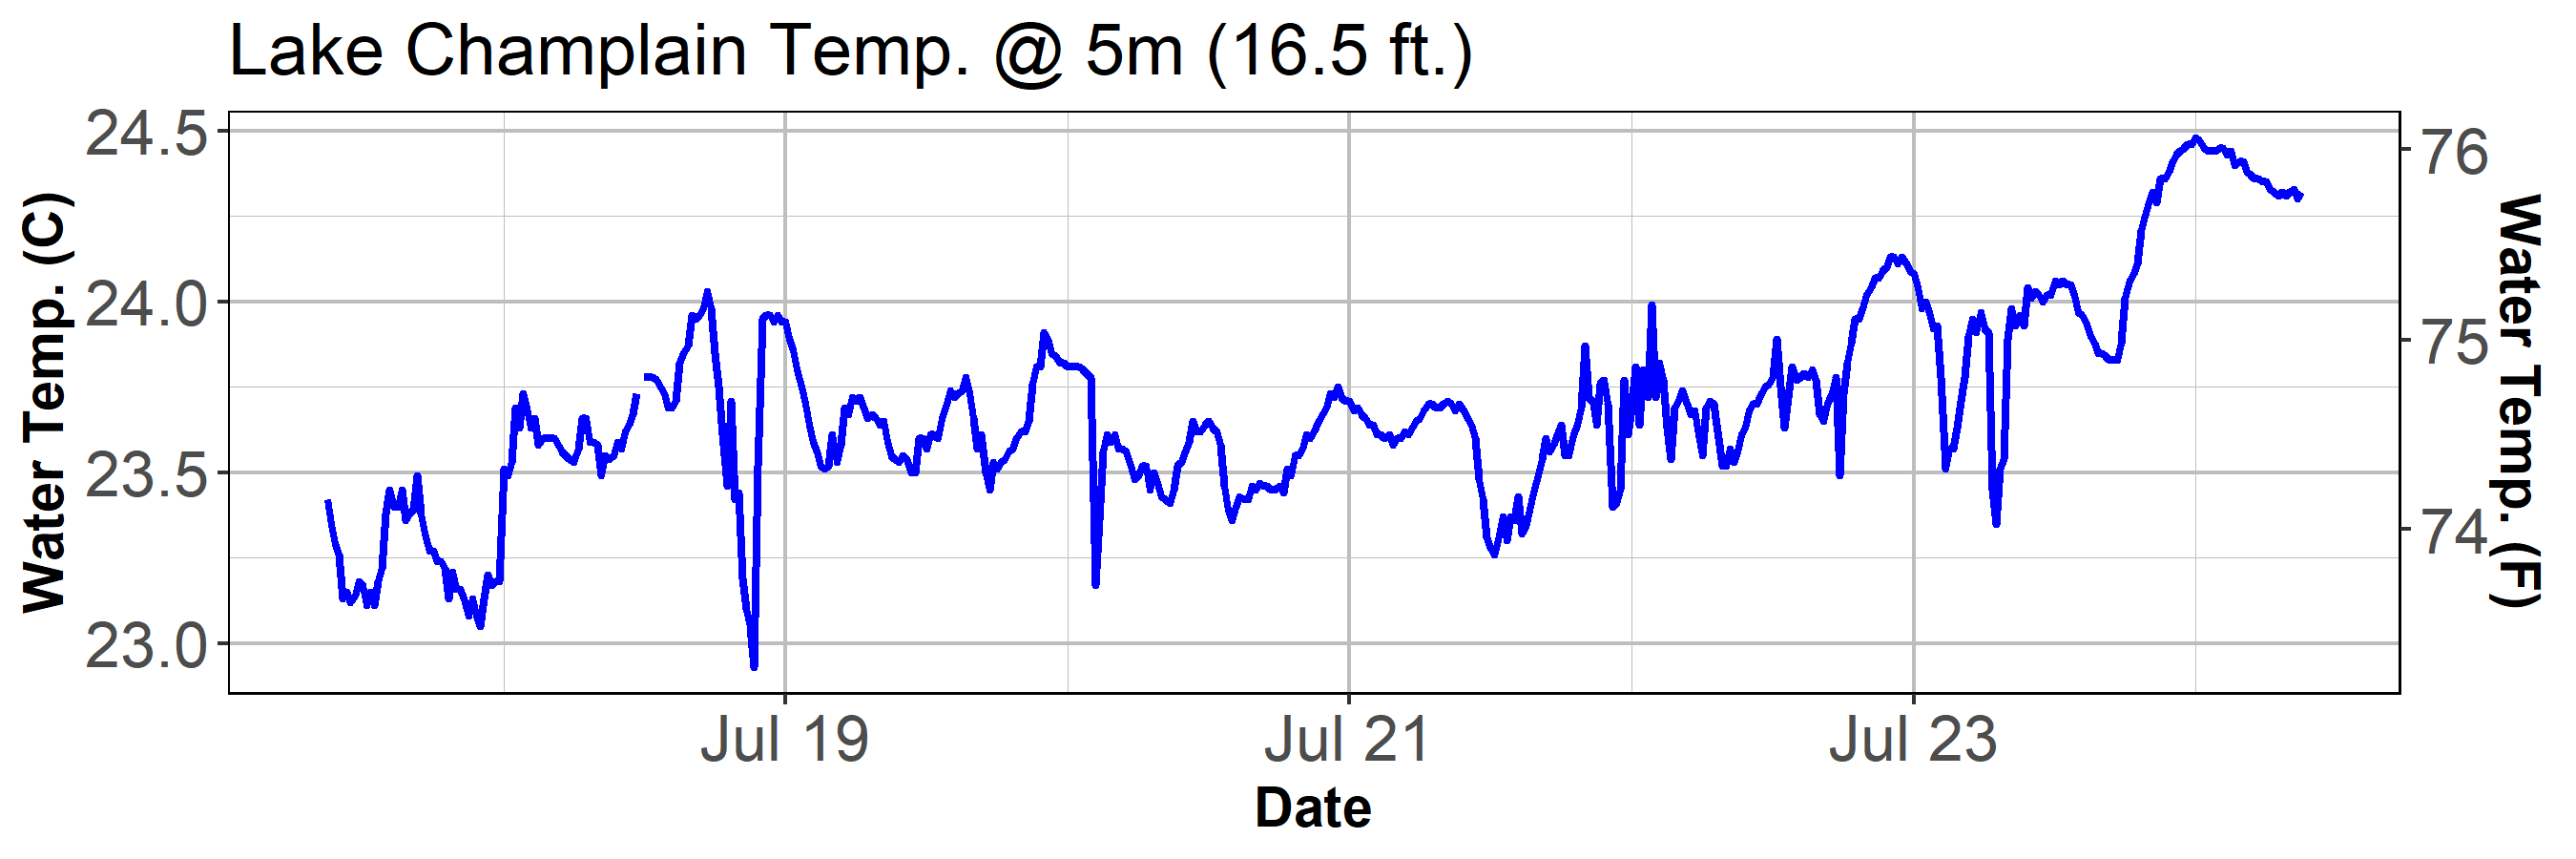 Lake Champlain Temp. @ 5m (16.5 ft.)
Water Temp. (C)
24.5
24.0
23.5
23.0
76
75
74
Water Temp. (F)
Jul 19 Jul 21 Jul 23
Date